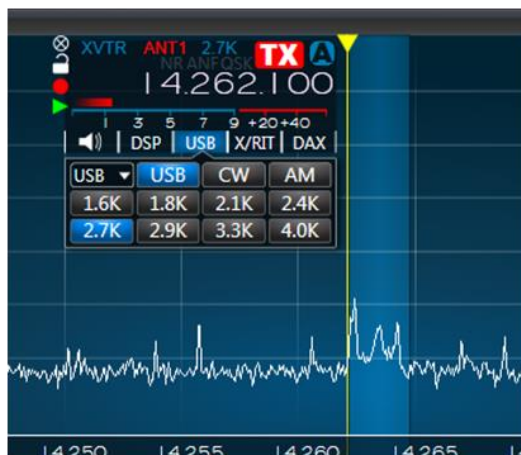 XVTR ANT1 2.7K TX A
NR ANF QSK
14.262.100
1 3 5 7 9 +20 +40
DSP USB X/RIT DAX
USB USB CW AM
1.6K 1.8K 2.1K 2.4K
2.7K 2.9K 3.3K 4.0K
14.250 14.255 14.260 14.265